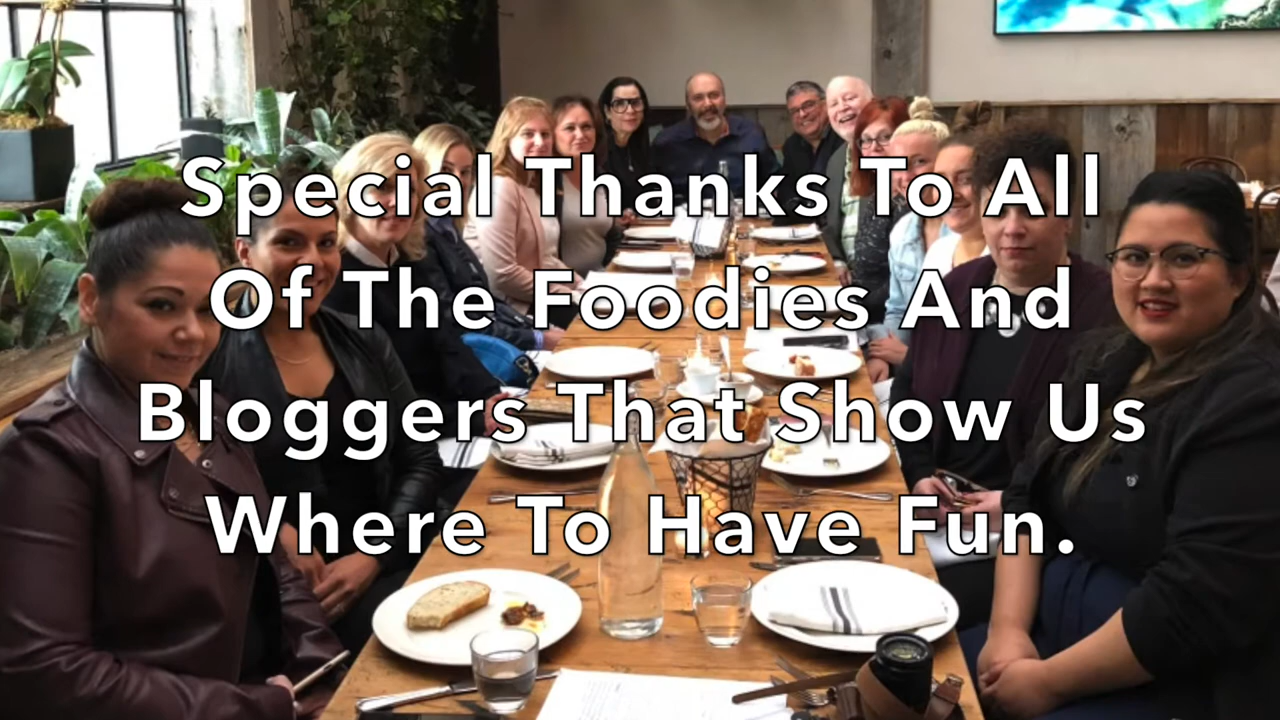 Special Thanks To All
Of The Foodies And
Bloggers That Show Us
Where To Have Fun.